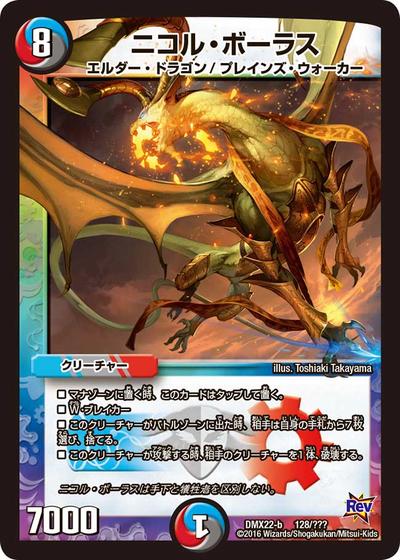 8
ニコル・ボーラス
エルダー・ドラゴン / プレインズ・ウォーカー
illus. Toshiaki Takayama
クリーチャー
■ マナゾーンに置く時、このカードはタップして置く。
■ W・ブレイカー
■ このクリーチャーがバトルゾーンに出た時、相手は自身の手札から7枚
選び、捨てる。
■ このクリーチャーが攻撃する時、相手のクリーチャーを1体、破壊する。
ニコル・ボーラスは手下と犠牲者を区別しない。
Rev
7000
1
DMX22-b 128/???
©2016 Wizards/Shogakukan/Mitsui-Kids